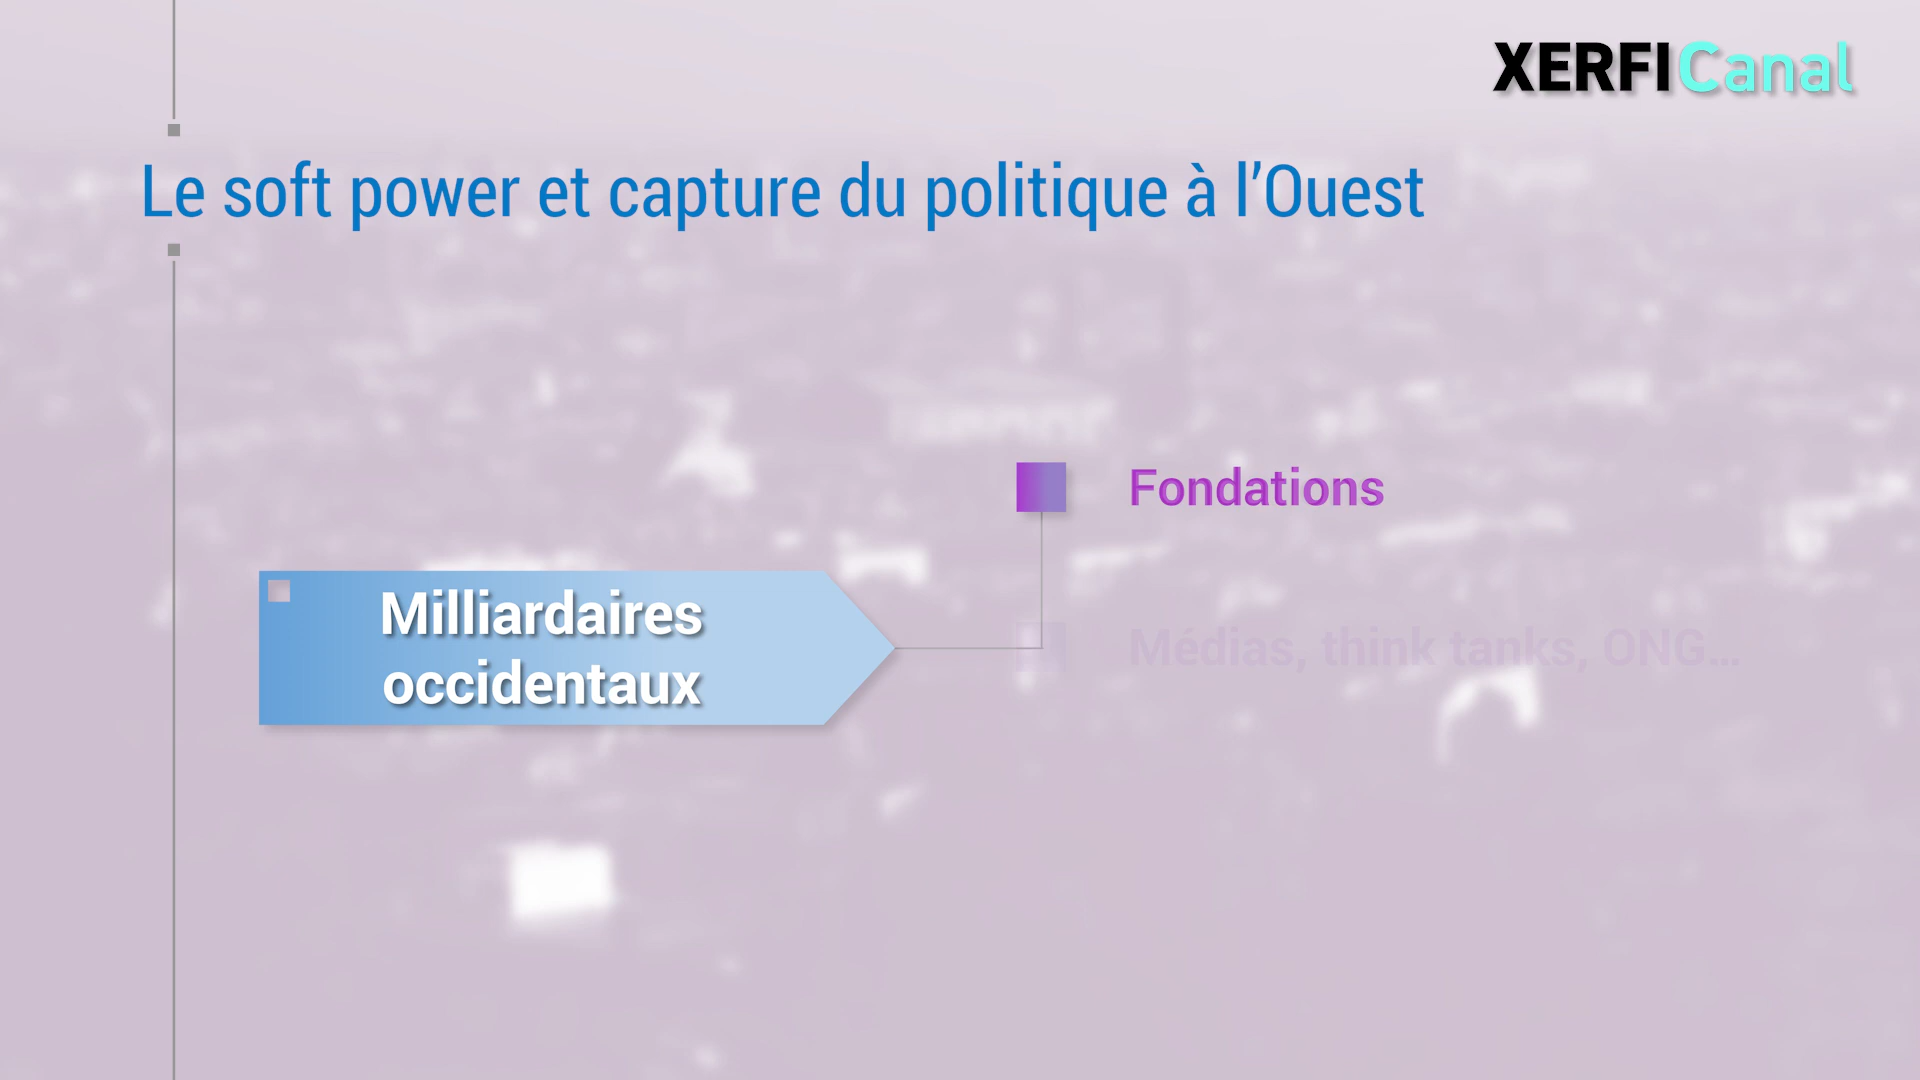 XERFI Canal
Le soft power et capture du politique à l’Ouest
Fondations
Milliardaires
occidentaux
Médias, think tanks, ONG...